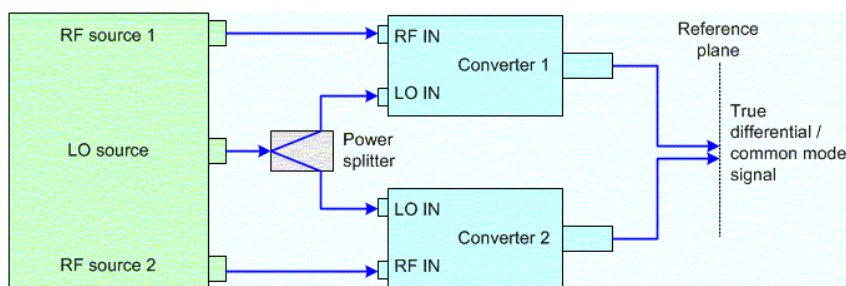 RF source 1
LO source
RF source 2
Power
splitter
RF IN
Converter 1
LO IN
LO IN
Converter 2
RF IN
Reference
plane
True
differential /
common mode
signal